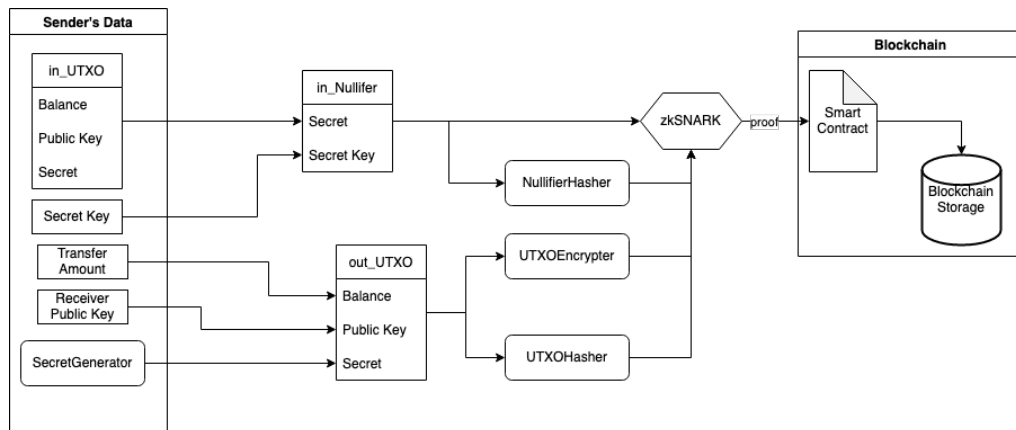 Sender's Data
in_UTXO
Balance
Public Key
Secret
Secret Key
Transfer
Amount
Receiver
Public Key
SecretGenerator
in_Nullifer
Secret
Secret Key
out_UTXO
Balance
Public Key
Secret
NullifierHasher
UTXOEncrypter
UTXOHasher
zkSNARK
proof
Blockchain
Smart
Contract
Blockchain
Storage